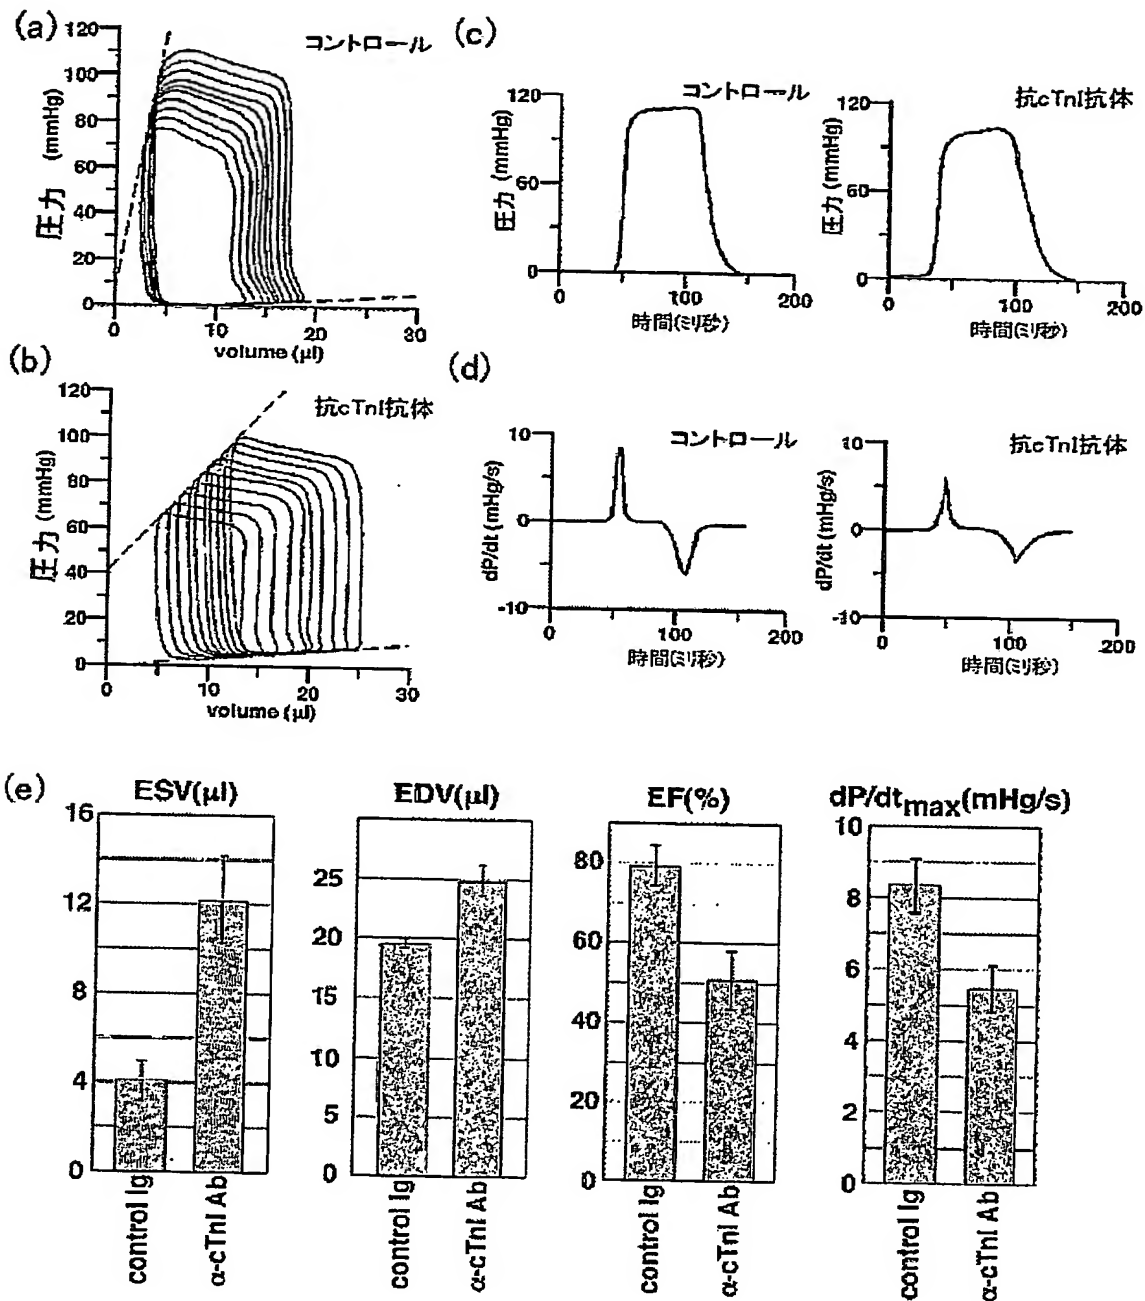 (a)
コントロール
120
100
80
60
40
20
0
圧力 (mmHg)
0 10 20 30
volume (μl)
(b)
抗cTnI抗体
120
100
80
60
40
20
0
圧力 (mmHg)
0 10 20 30
volume (μl)
(c)
コントロール
120
60
0
圧力 (mmHg)
0 100 200
時間(ミリ秒)
抗cTnI抗体
120
60
0
圧力 (mmHg)
0 100 200
時間(ミリ秒)
(d)
コントロール
10
0
-10
dP/dt (mHg/s)
0 100 200
時間(ミリ秒)
抗cTnI抗体
10
0
-10
dP/dt (mHg/s)
0 100 200
時間(ミリ秒)
(e)
ESV(μl)
16
12
8
4
0
control Ig
α-cTnI Ab
EDV(μl)
25
20
15
10
5
0
control Ig
α-cTnI Ab
EF(%)
80
60
40
20
0
control Ig
α-cTnI Ab
dP/dtmax(mHg/s)
10
8
6
4
2
0
control Ig
α-cTnI Ab